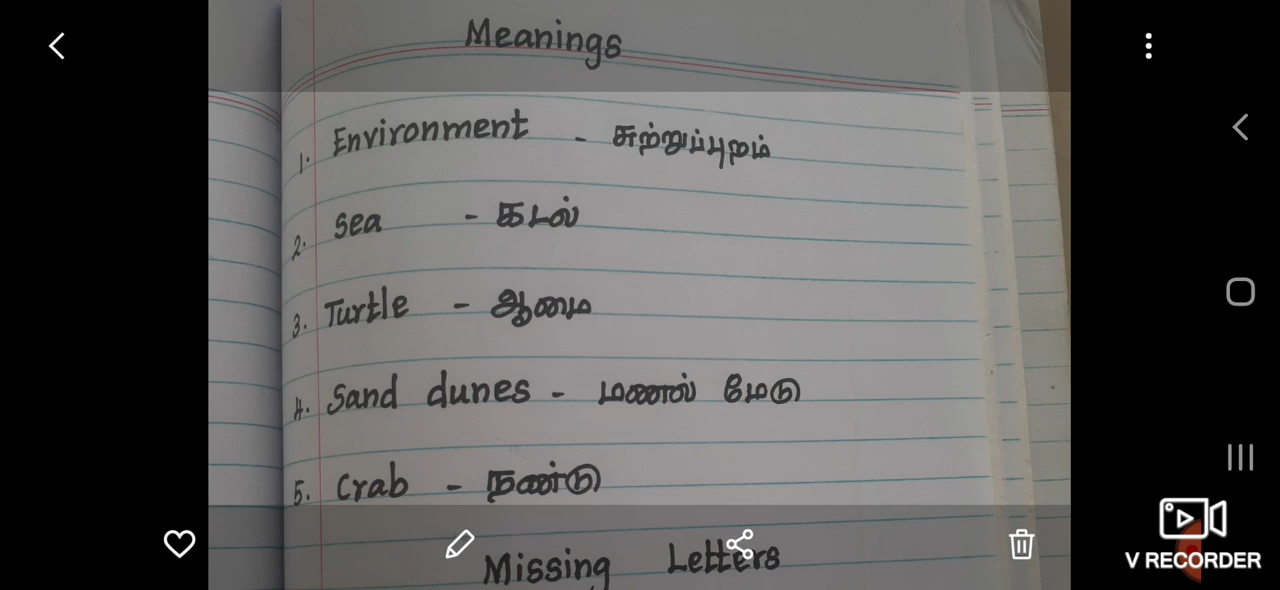 Meanings
1. Environment - சுற்றுப்புறம்
2. Sea - கடல்
3. Turtle - ஆமை
4. Sand dunes - மணல் மேடு
5. Crab - நண்டு
Missing Letters
V RECORDER